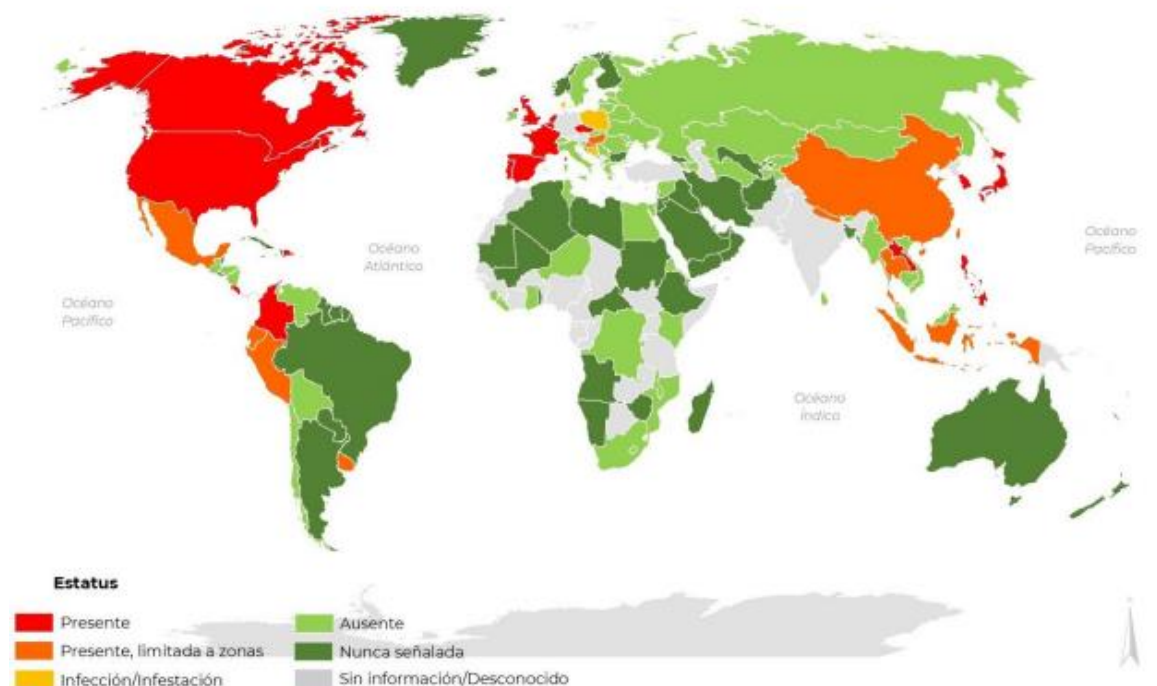 Océano
Atlántico
Océano
Pacífico
Océano
Pacífico
Océano
Índico
Estatus
Presente
Ausente
Presente, limitada a zonas
Nunca señalada
Infección/Infestación
Sin información/Desconocido